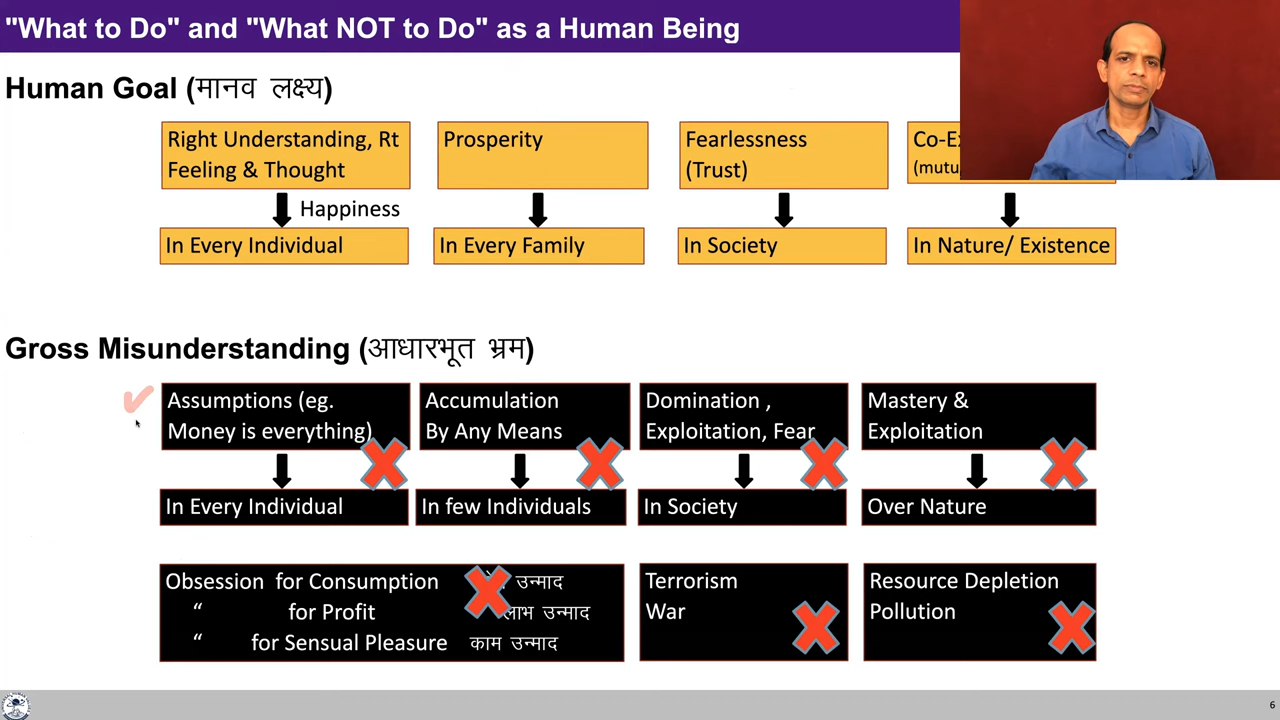 "What to Do" and "What NOT to Do" as a Human Being
Human Goal (मानव लक्ष्य)
Right Understanding, Rt
Feeling & Thought
Prosperity
Fearlessness
(Trust)
Happiness
In Every Individual
In Every Family
In Society
In Nature/ Existence
Gross Misunderstanding (आधारभूत भ्रम)
Assumptions (eg.
Money is everything)
Accumulation
By Any Means
Domination ,
Exploitation, Fear
Mastery &
Exploitation
In Every Individual
In few Individuals
In Society
Over Nature
Obsession for Consumption उन्माद
“ for Profit लाभ उन्माद
“ for Sensual Pleasure काम उन्माद
Terrorism
War
Resource Depletion
Pollution
6